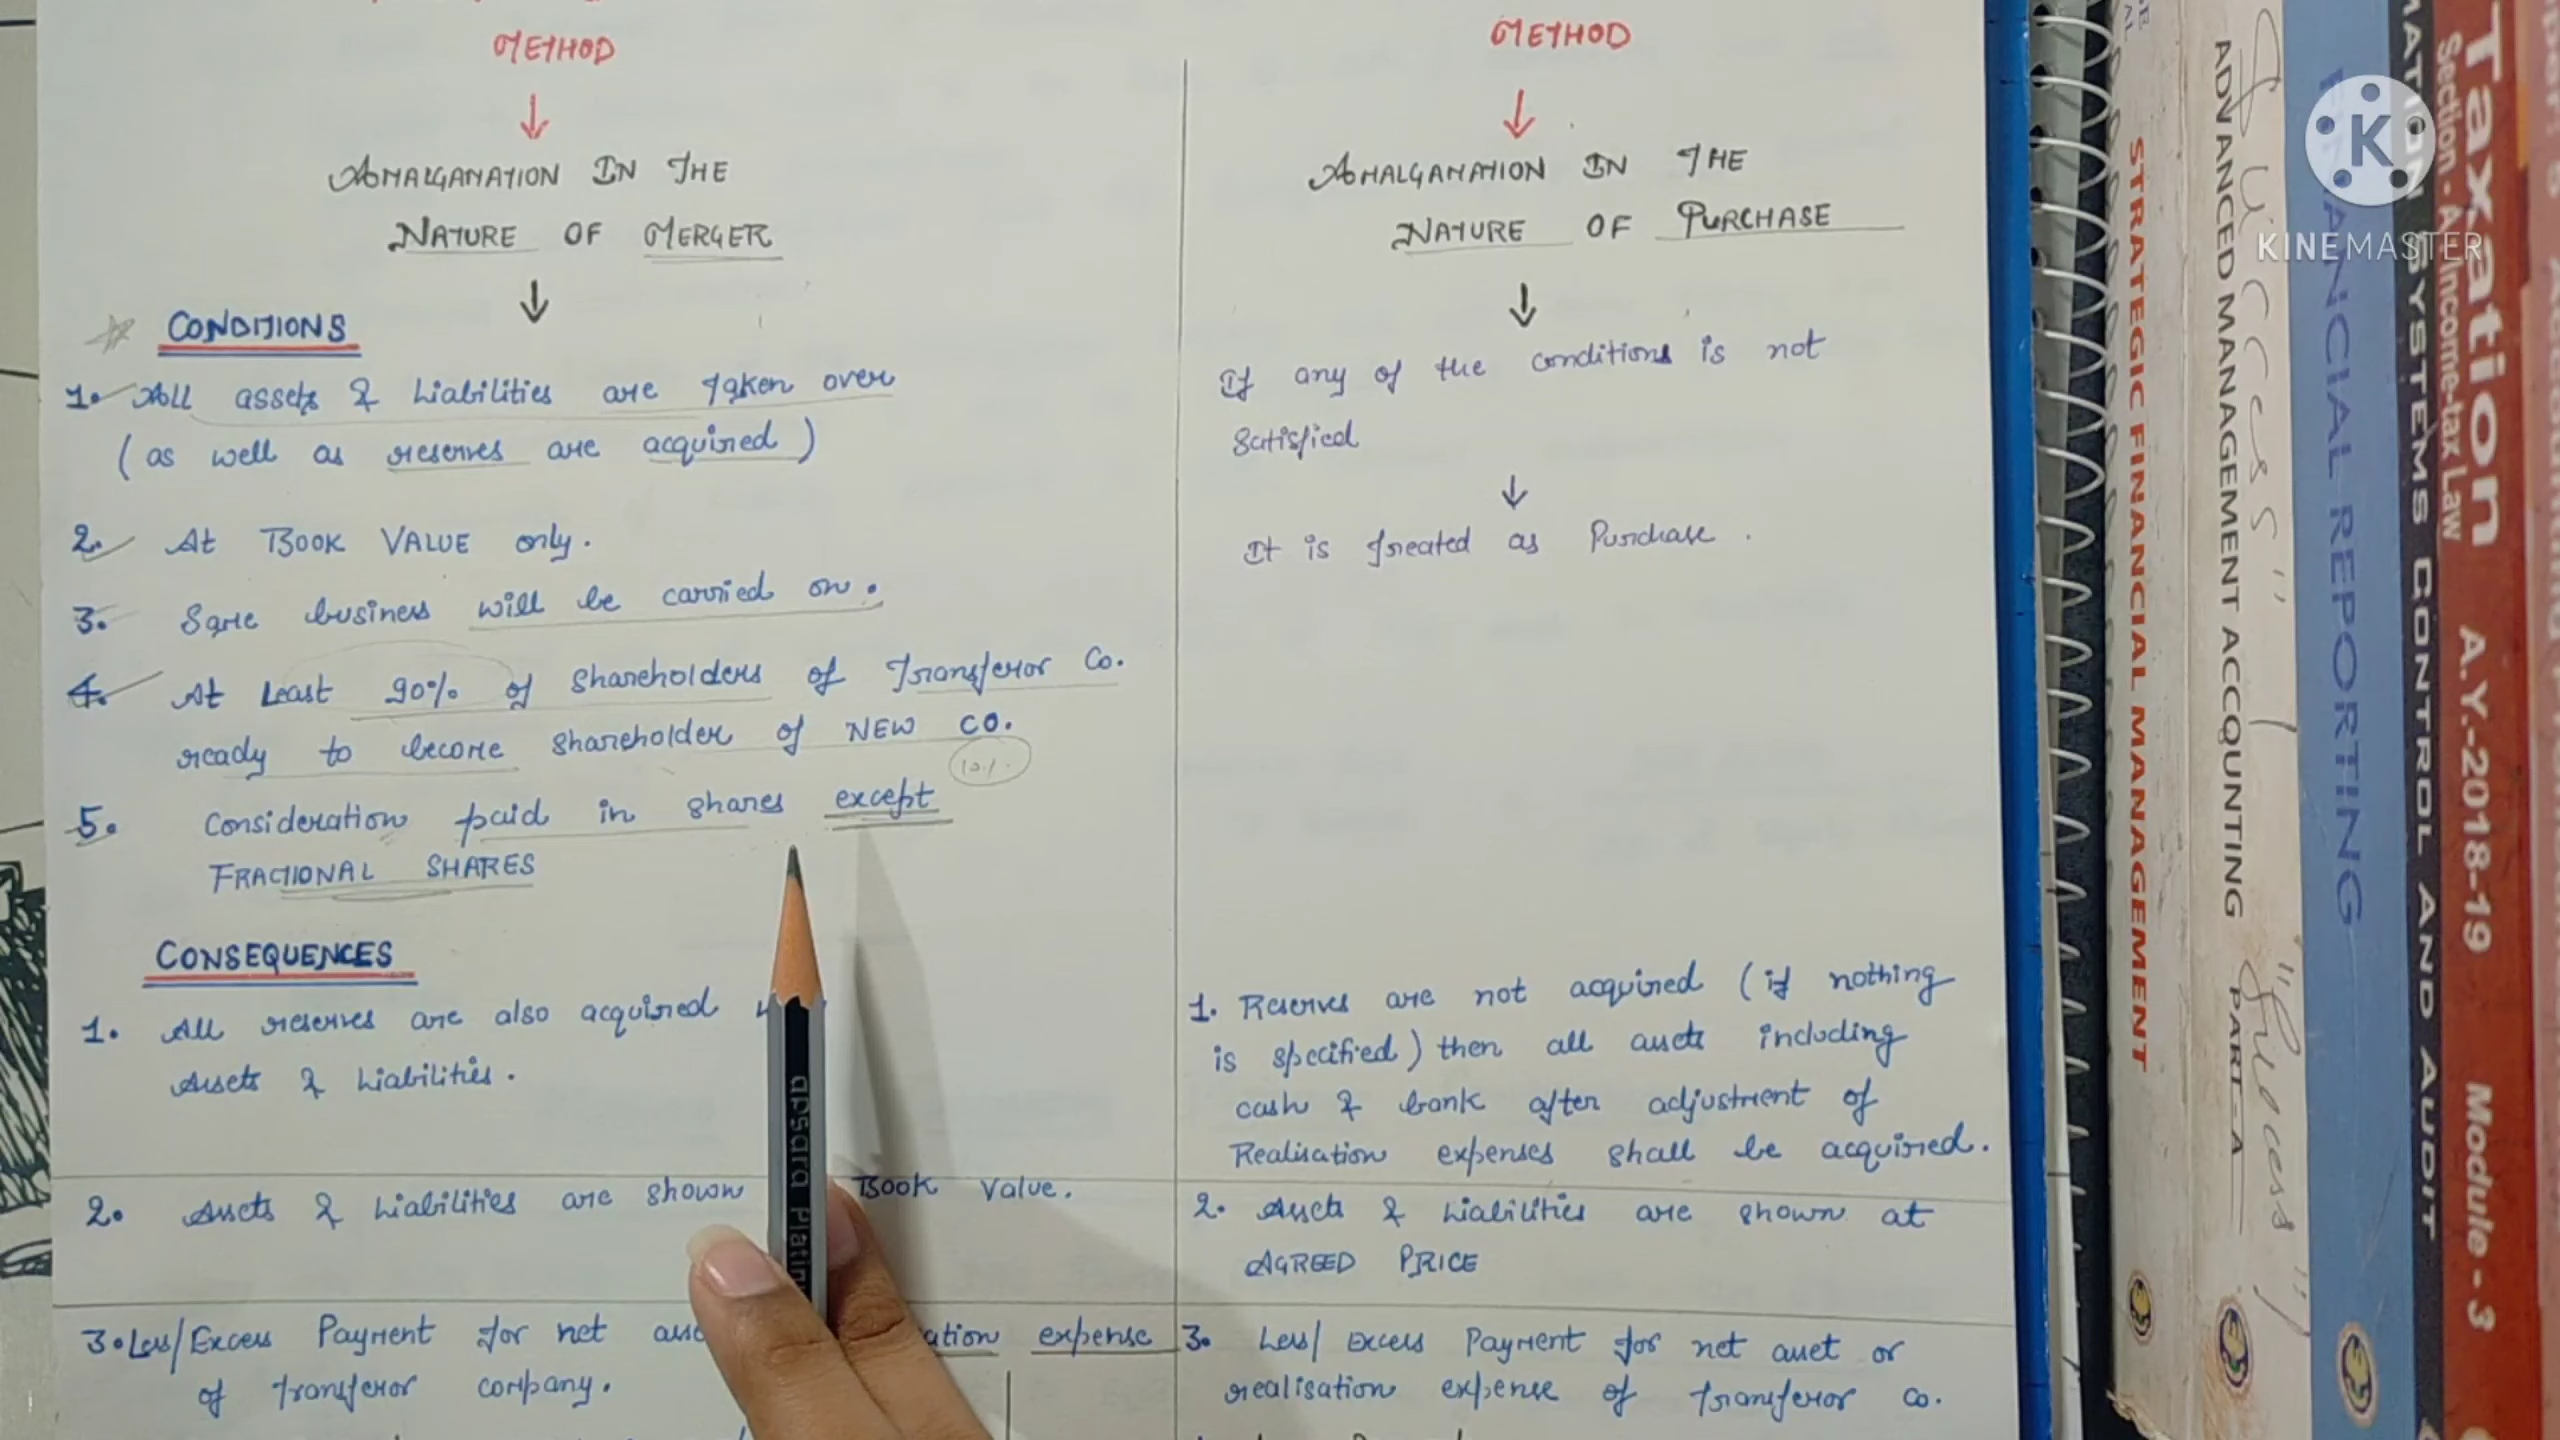 METHOD
↓
AMALGAMATION IN THE
NATURE OF MERGER
↓
CONDITIONS
1. All assets & Liabilities are taken over
(as well as reserves are acquired)
2. At BOOK VALUE only.
3. Same business will be carried on.
4. At Least 90% of shareholders of Transferor Co.
ready to become shareholder of NEW CO.
10%
5. Consideration paid in shares except
FRACTIONAL SHARES
CONSEQUENCES
1. All reserves are also acquired
Assets & Liabilities.
2. Assets & Liabilities are shown Book Value.
3. Less/Excess Payment for net expense
of transferor company.
METHOD
↓
AMALGAMATION IN THE
NATURE OF PURCHASE
↓
If any of the conditions is not
satisfied
↓
It is treated as Purchase.
1. Reserves are not acquired (if nothing
is specified) then all assets including
cash & bank after adjustment of
Realisation expenses shall be acquired.
2. Assets & Liabilities are shown at
AGREED PRICE
3. Less/Excess Payment for net asset or
realisation expense of transferor co.
apsara Platin
K
KINEMASTER
STRATEGIC FINANCIAL MANAGEMENT
ADVANCED MANAGEMENT ACCOUNTING PART-A
Success"
"Success"
FINANCIAL REPORTING
SYSTEMS CONTROL AND AUDIT
Taxation
Section - A: Income-tax Law
A.Y.-2018-19 Module - 3